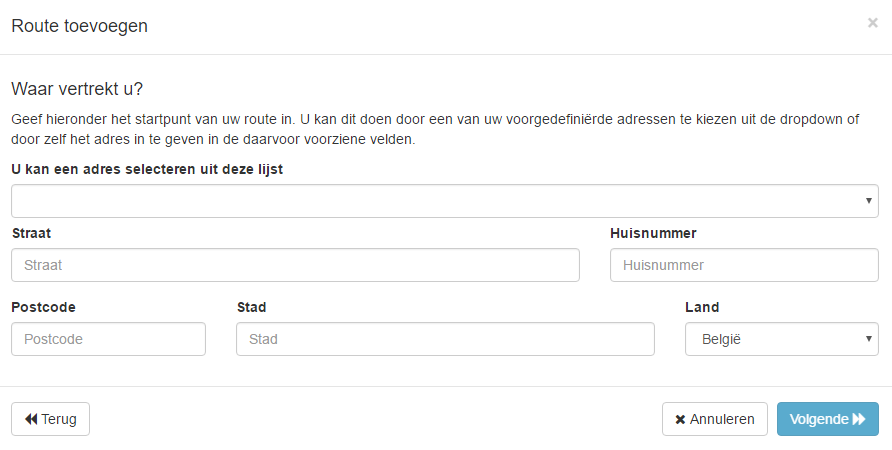 Route toevoegen ×
Waar vertrekt u?
Geef hieronder het startpunt van uw route in. U kan dit doen door een van uw voorgedefiniërde adressen te kiezen uit de dropdown of
door zelf het adres in te geven in de daarvoor voorziene velden.
U kan een adres selecteren uit deze lijst
Straat Huisnummer
Straat Huisnummer
Postcode Stad Land
Postcode Stad België
Terug Annuleren Volgende